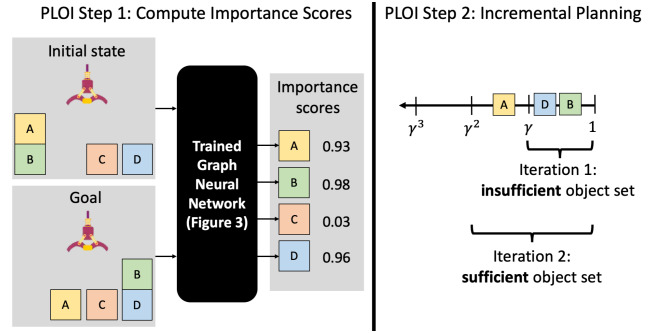 PLOI Step 1: Compute Importance Scores
Initial state
A
B
C
D
Goal
B
A
C
D
Trained
Graph
Neural
Network
(Figure 3)
Importance
scores
A 0.93
B 0.98
C 0.03
D 0.96
PLOI Step 2: Incremental Planning
A D B
γ³ γ² γ 1
Iteration 1:
insufficient object set
Iteration 2:
sufficient object set